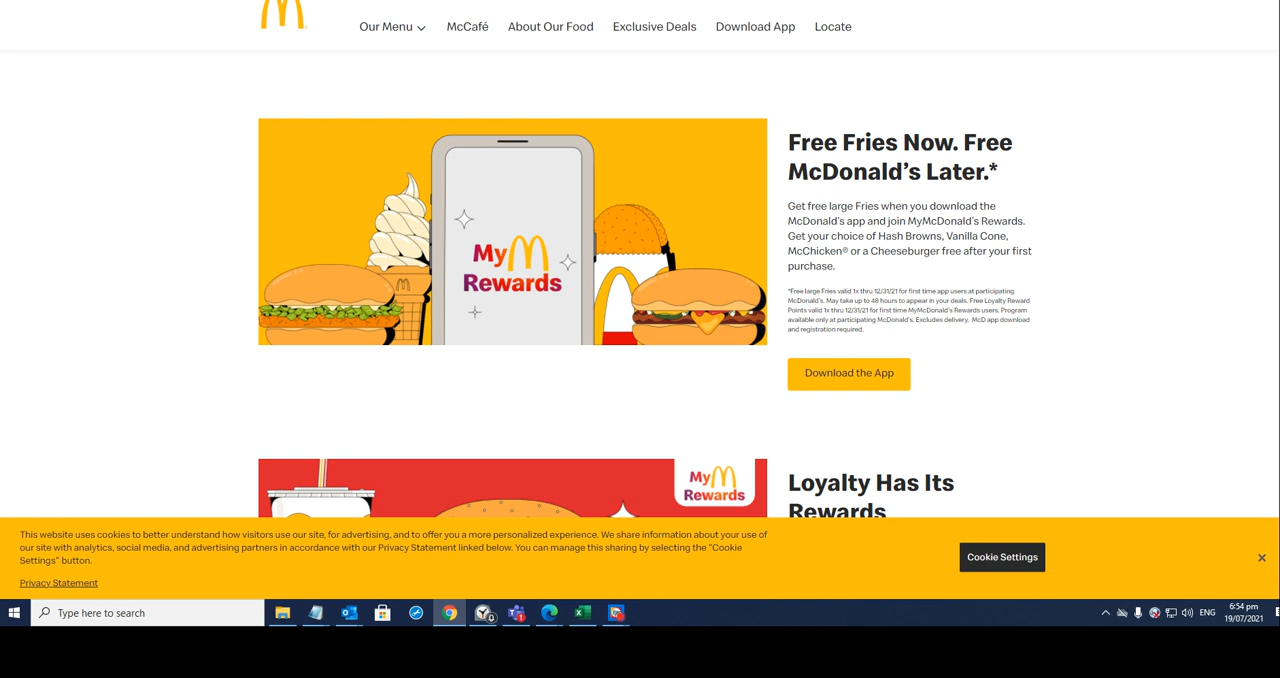 Our Menu McCafé About Our Food Exclusive Deals Download App Locate
My
Rewards
Free Fries Now. Free
McDonald's Later.*
Get free large Fries when you download the
McDonald's app and join MyMcDonald's Rewards.
Get your choice of Hash Browns, Vanilla Cone,
McChicken® or a Cheeseburger free after your first
purchase.
*Free large Fries valid 1x thru 12/31/21 for first time app users at participating
McDonald's. May take up to 48 hours to appear in your deals. Free Loyalty Reward
Points valid 1x thru 12/31/21 for first time MyMcDonald's Rewards users. Program
available only at participating McDonald's. Excludes delivery. McD app download
and registration required.
Download the App
My
Rewards
Loyalty Has Its
Rewards
This website uses cookies to better understand how visitors use our site, for advertising, and to offer you a more personalized experience. We share information about your use of
our site with analytics, social media, and advertising partners in accordance with our Privacy Statement linked below. You can manage this sharing by selecting the "Cookie
Settings" button.
Privacy Statement
Cookie Settings
Type here to search
ENG
6:54 pm
19/07/2021